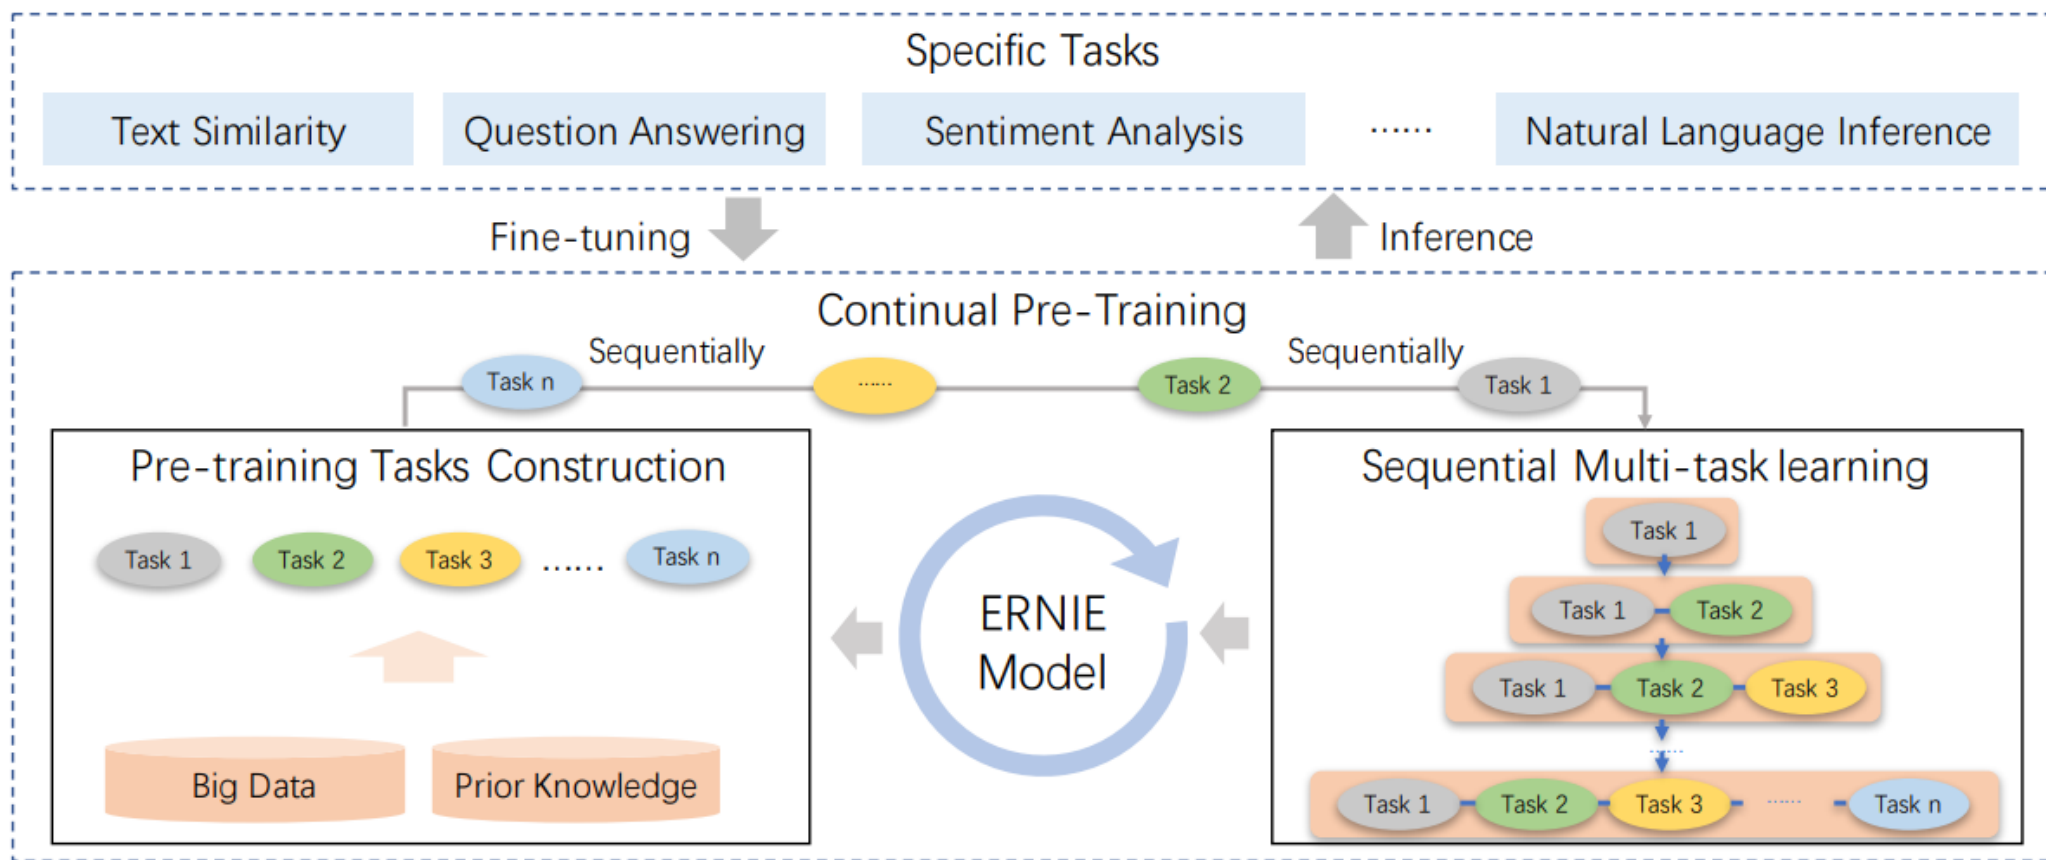 Specific Tasks
Text Similarity
Question Answering
Sentiment Analysis
......
Natural Language Inference
Fine-tuning
Inference
Continual Pre-Training
Sequentially
Sequentially
Task n
......
Task 2
Task 1
Pre-training Tasks Construction
Task 1
Task 2
Task 3
......
Task n
Big Data
Prior Knowledge
ERNIE
Model
Sequential Multi-task learning
Task 1
Task 1
Task 2
Task 1
Task 2
Task 3
......
Task 1
Task 2
Task 3
......
Task n